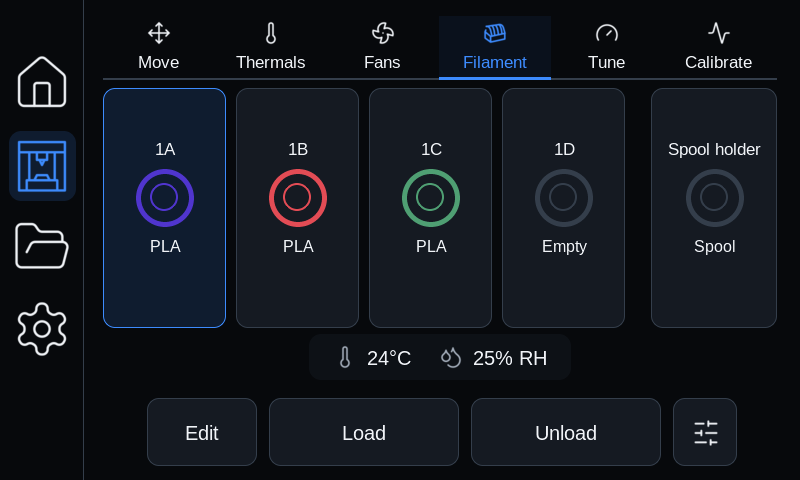 Move
Thermals
Fans
Filament
Tune
Calibrate
1A
PLA
1B
PLA
1C
PLA
1D
Empty
Spool holder
Spool
24°C
25% RH
Edit
Load
Unload